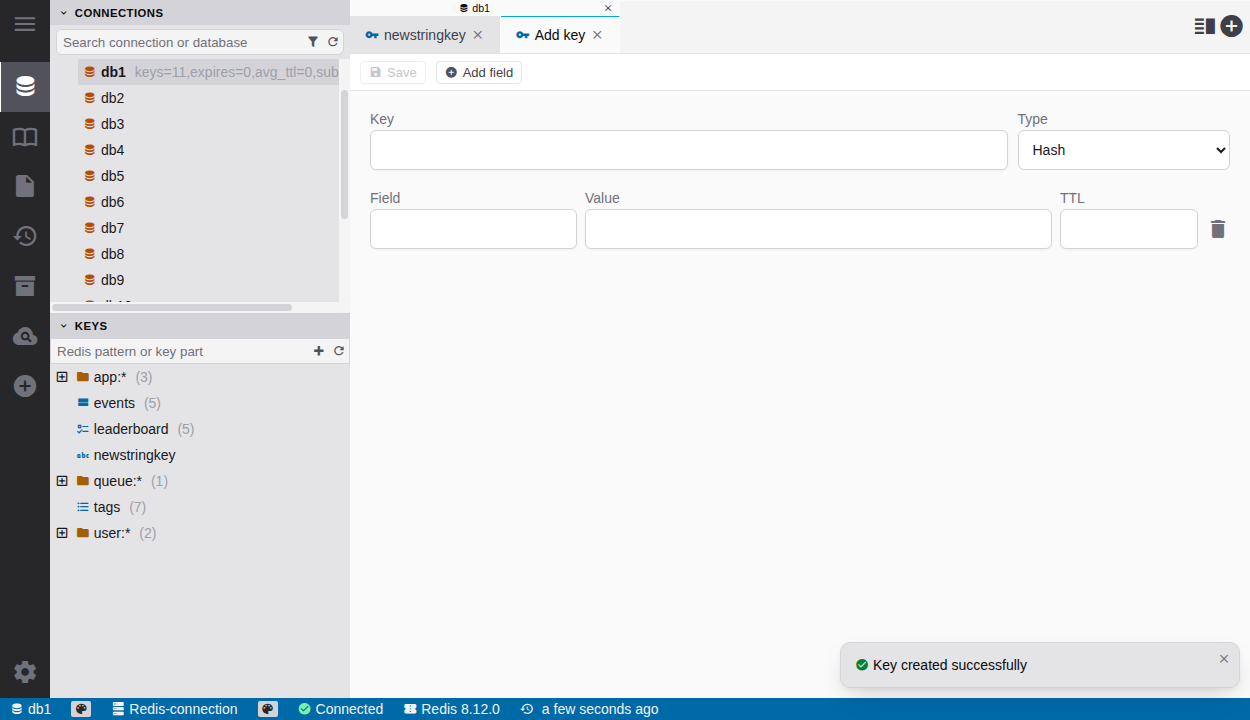 CONNECTIONS
Search connection or database
db1 keys=11,expires=0,avg_ttl=0,sub
db2
db3
db4
db5
db6
db7
db8
db9
KEYS
Redis pattern or key part
app:* (3)
events (5)
leaderboard (5)
abc newstringkey
queue:* (1)
tags (7)
user:* (2)
db1
newstringkey
Add key
Save
Add field
Key
Type
Hash
Field
Value
TTL
Key created successfully
db1
Redis-connection
Connected
Redis 8.12.0
a few seconds ago